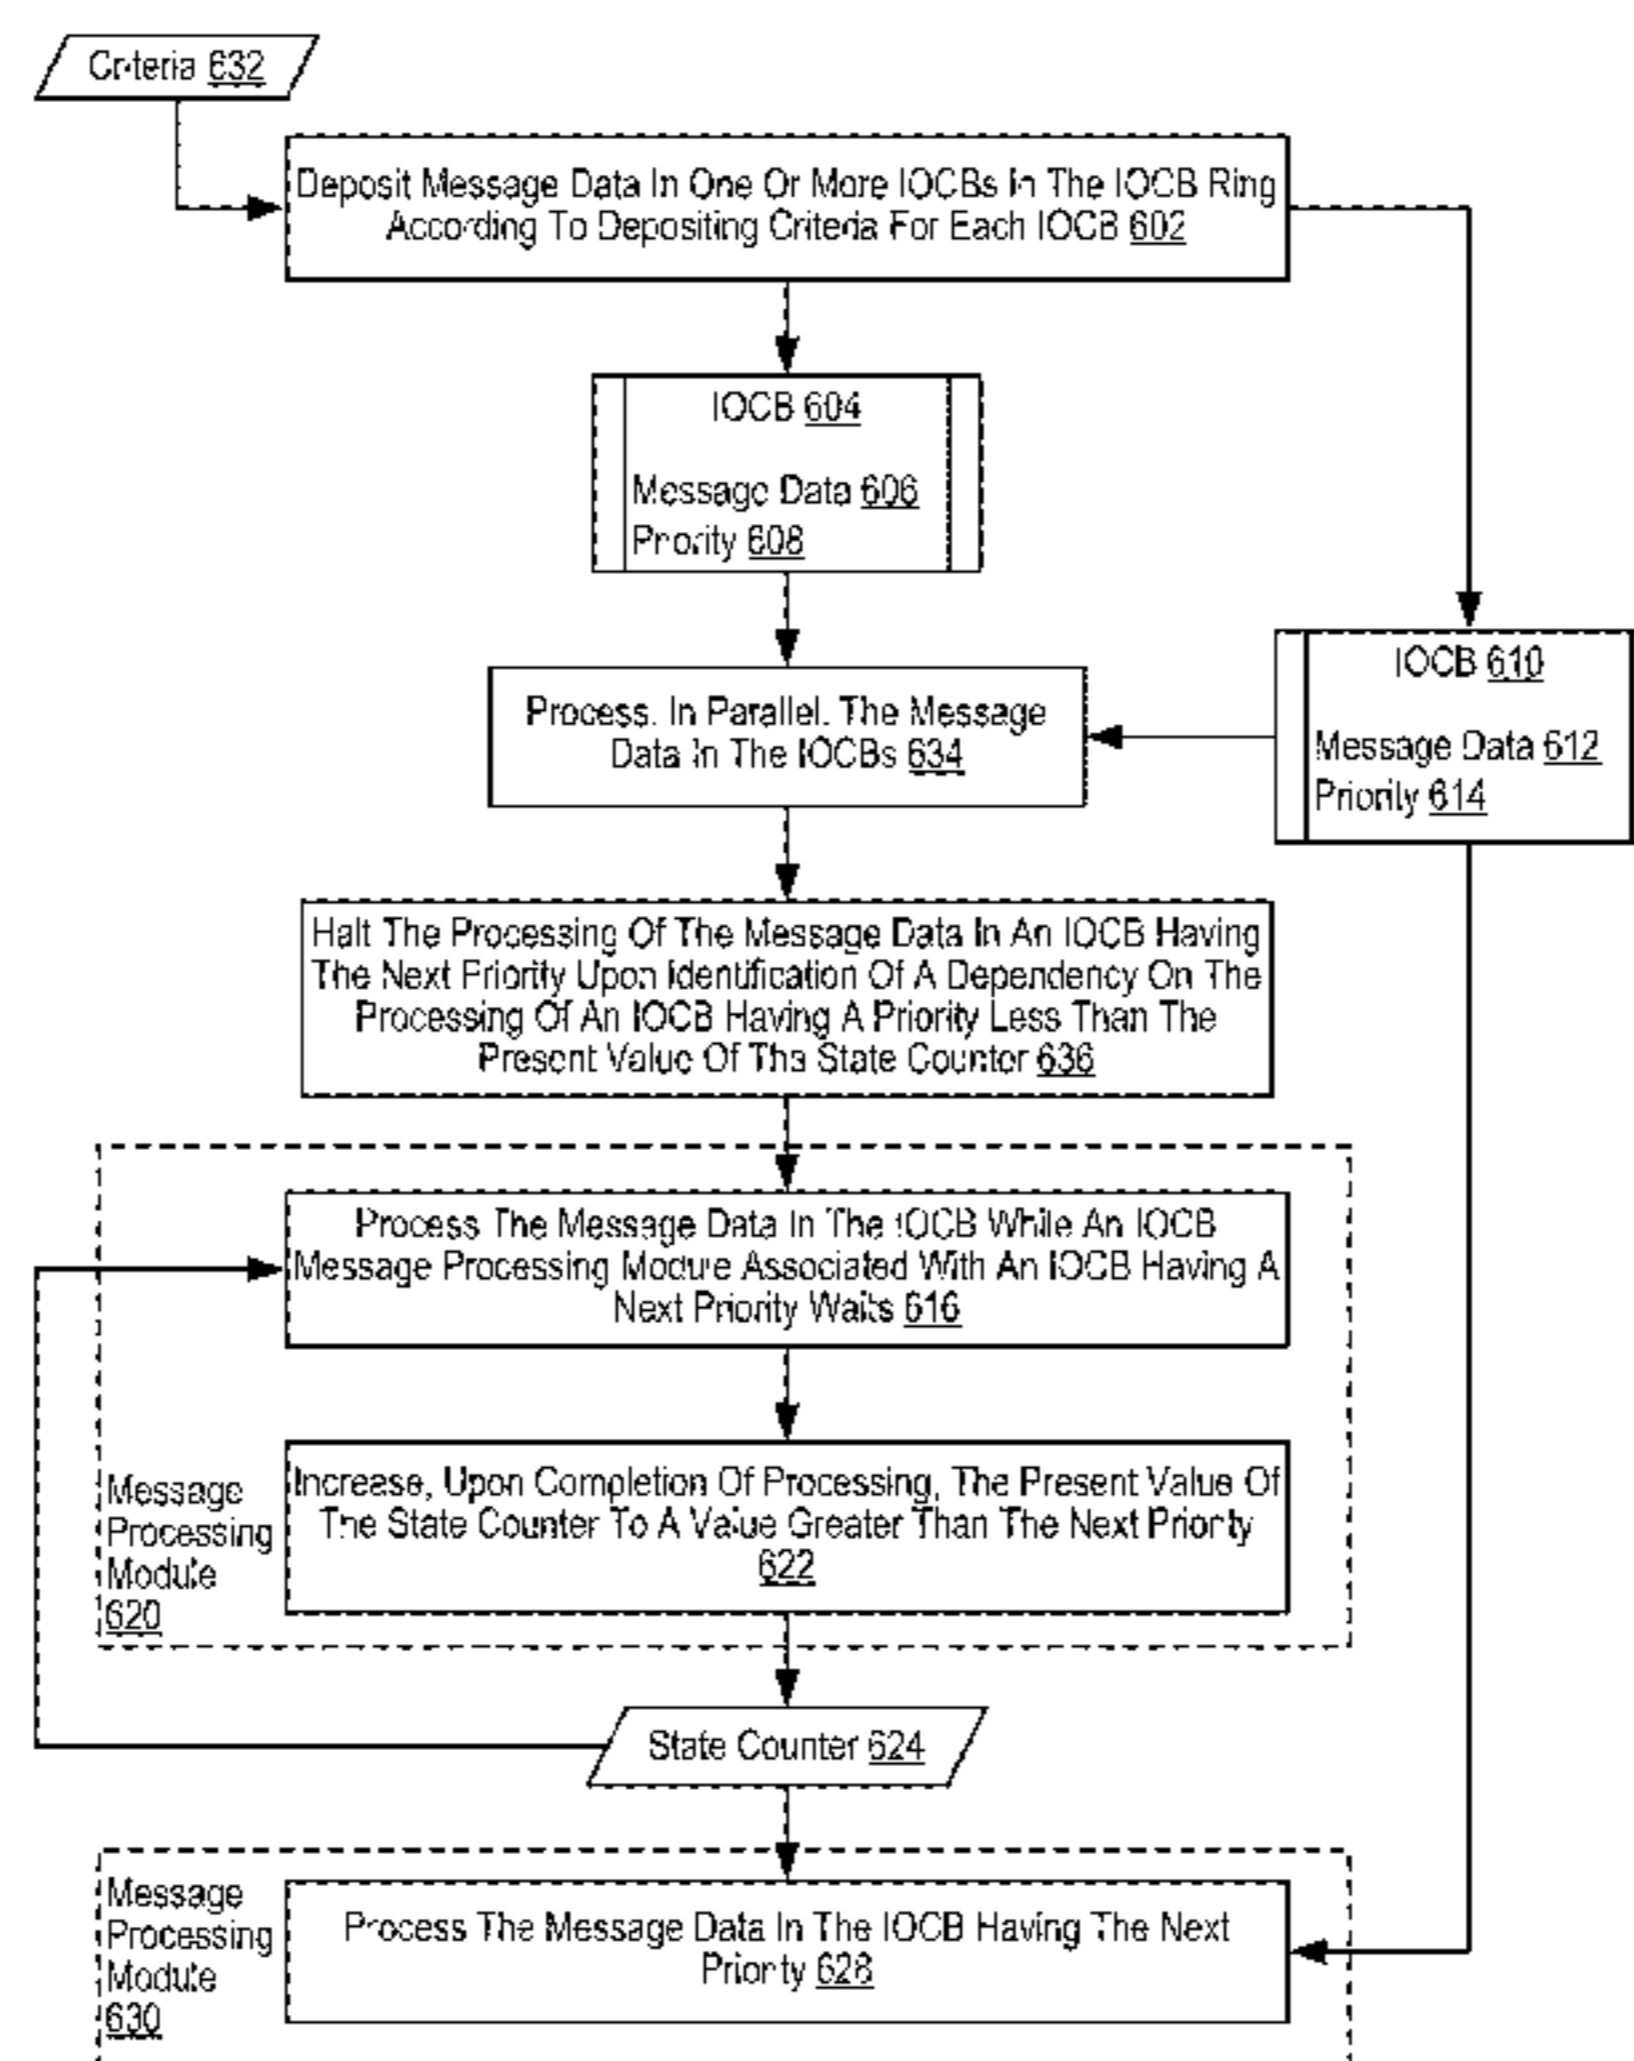 Criteria 632
Deposit Message Data In One Or More IOCBs In The IOCB Ring
According To Depositing Criteria For Each IOCB 602
IOCB 604
Message Data 606
Priority 608
IOCB 610
Message Data 612
Priority 614
Process, In Parallel, The Message
Data In The IOCBs 634
Halt The Processing Of The Message Data In An IOCB Having
The Next Priority Upon Identification Of A Dependency On The
Processing Of An IOCB Having A Priority Less Than The
Present Value Of The State Counter 636
Process The Message Data In The IOCB While An IOCB
Message Processing Module Associated With An IOCB Having A
Next Priority Waits 616
Increase, Upon Completion Of Processing, The Present Value Of
The State Counter To A Value Greater Than The Next Priority
622
Message
Processing
Module
620
State Counter 624
Message
Processing
Module
630
Process The Message Data In The IOCB Having The Next
Priority 628